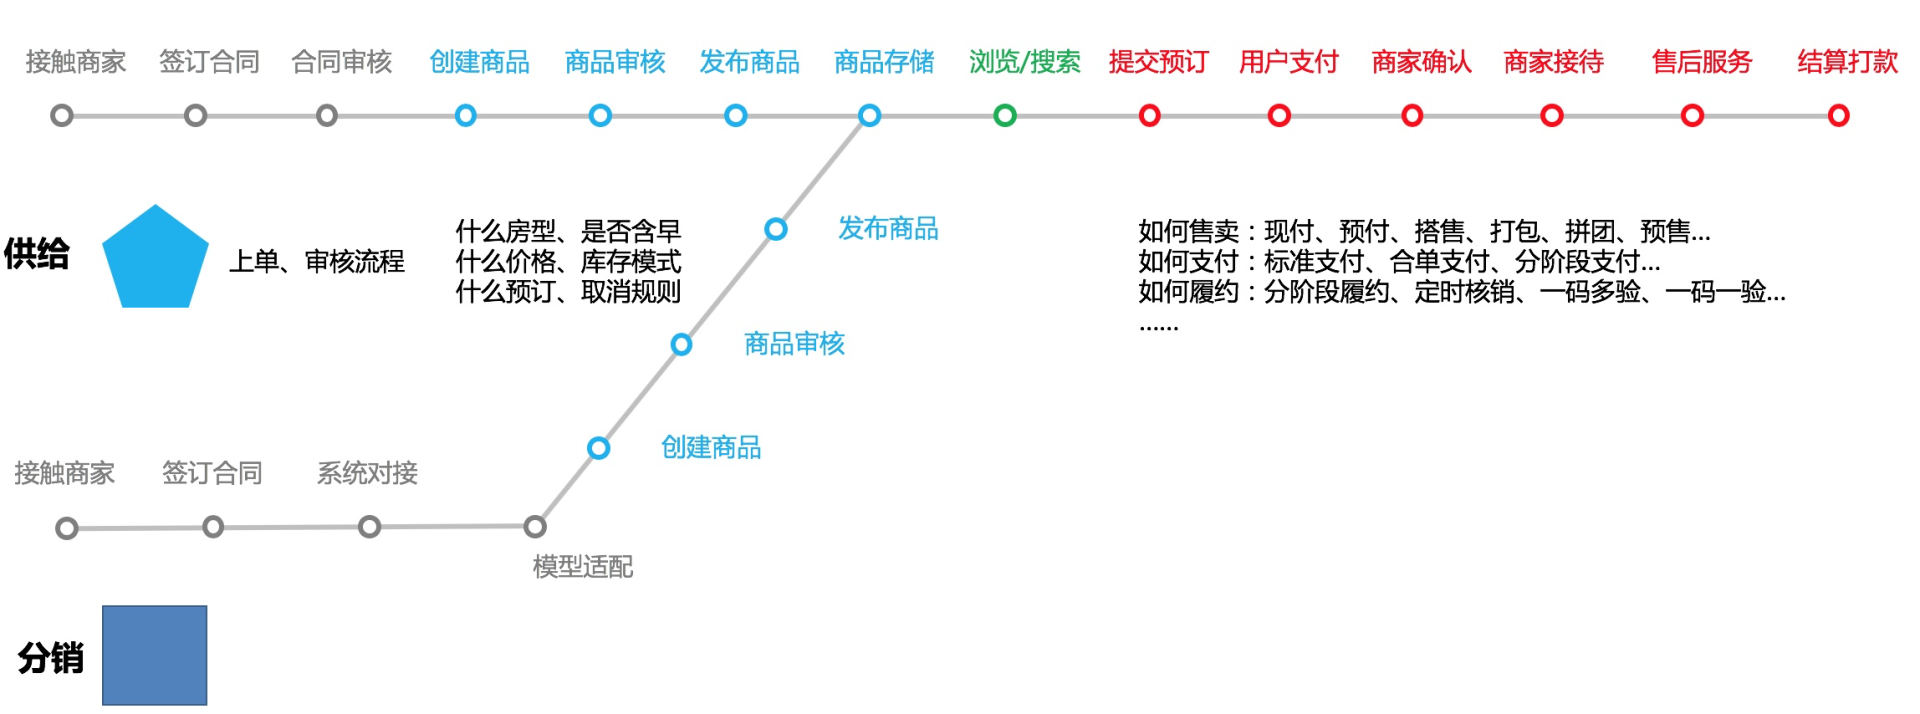 接触商家
签订合同
合同审核
创建商品
商品审核
发布商品
商品存储
浏览/搜索
提交预订
用户支付
商家确认
商家接待
售后服务
结算打款
供给
上单、审核流程
什么房型、是否含早
什么价格、库存模式
什么预订、取消规则
发布商品
如何售卖：现付、预付、搭售、打包、拼团、预售...
如何支付：标准支付、合单支付、分阶段支付...
如何履约：分阶段履约、定时核销、一码多验、一码一验...
......
商品审核
创建商品
接触商家
签订合同
系统对接
模型适配
分销